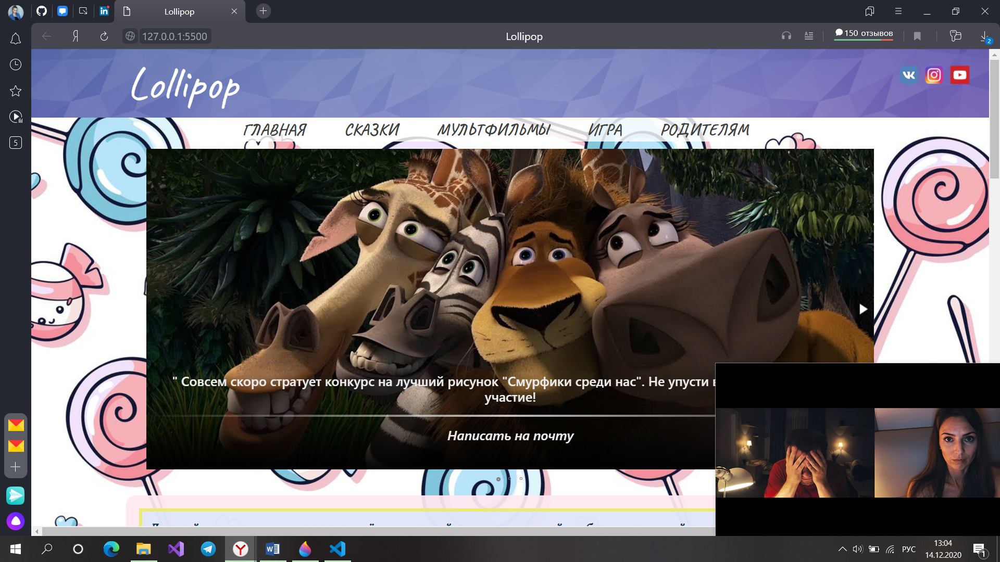 Lollipop
127.0.0.1:5500
Lollipop
150 отзывов
2
5
Lollipop
ГЛАВНАЯ СКАЗКИ МУЛЬТФИЛЬМЫ ИГРА РОДИТЕЛЯМ
" Совсем скоро стратует конкурс на лучший рисунок "Смурфики среди нас". Не упусти
участие!
Написать на почту
РУС
13:04
14.12.2020
1